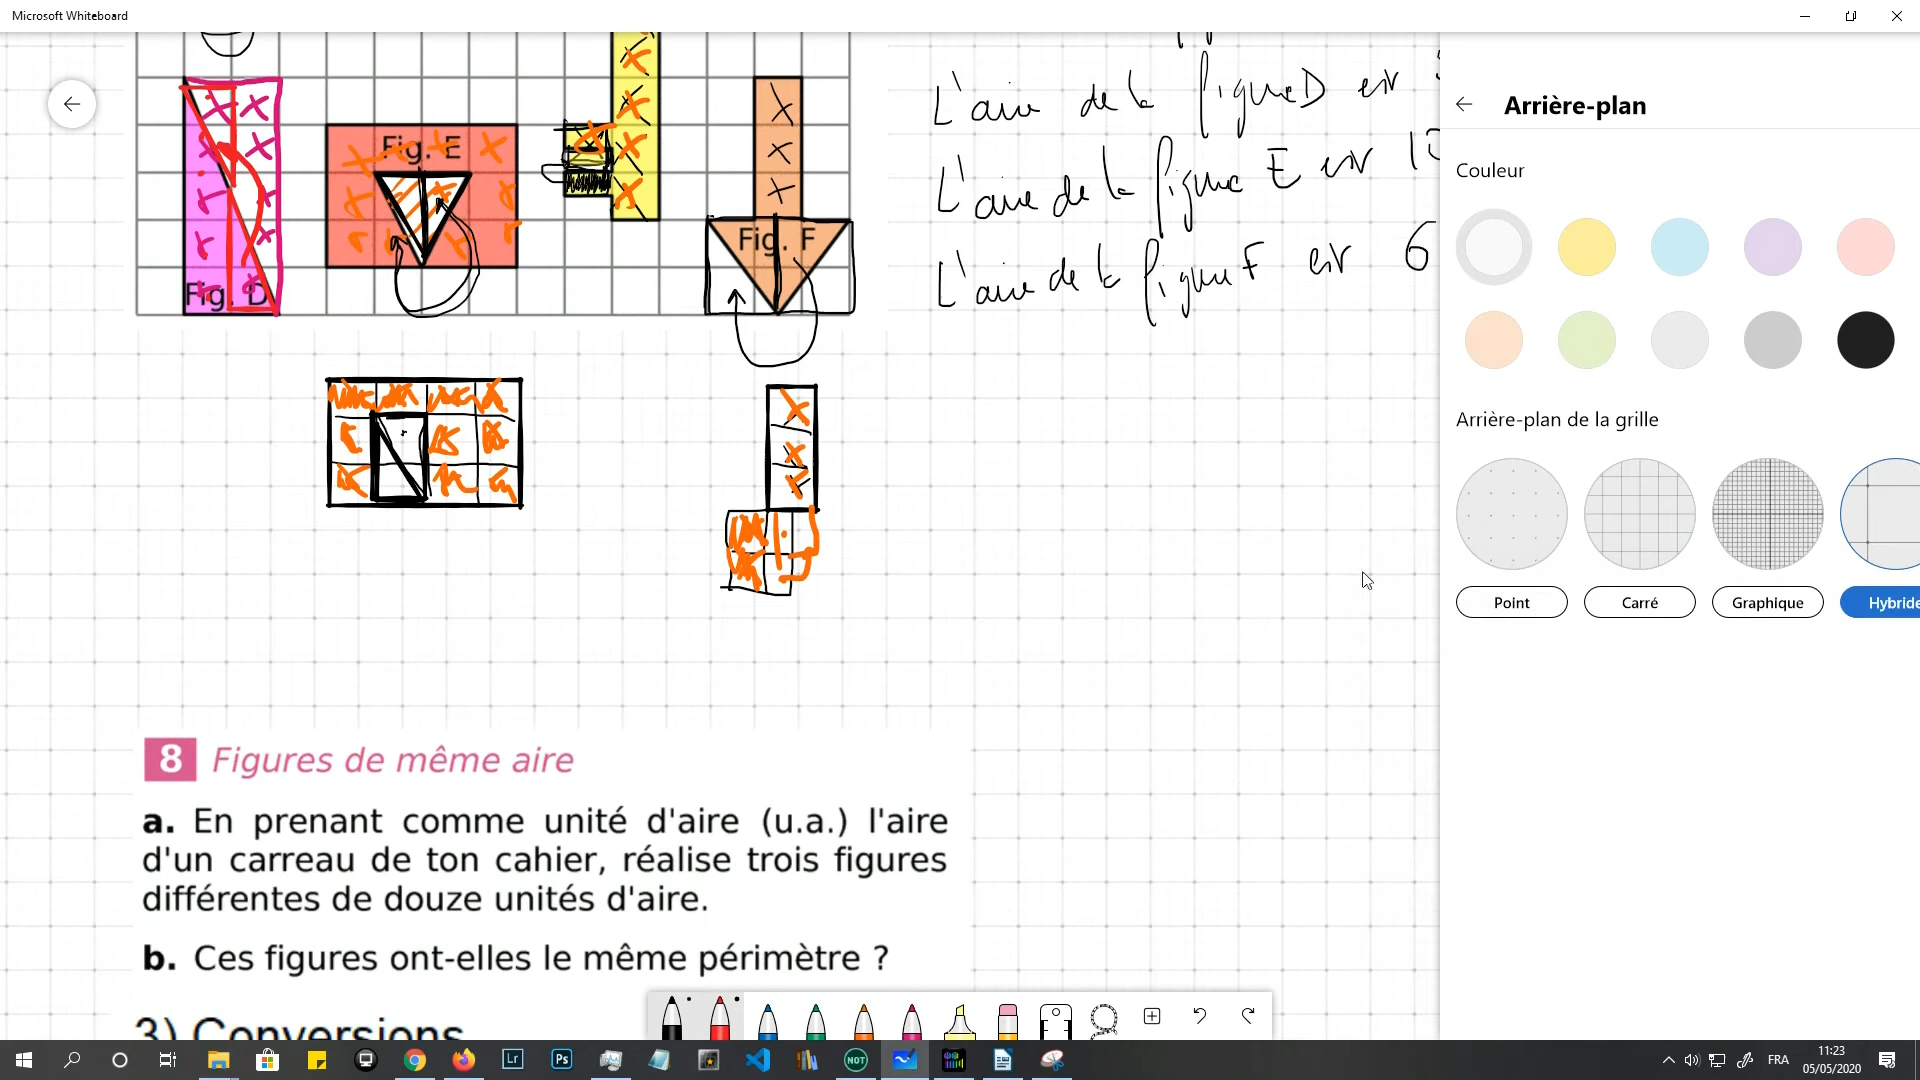 Microsoft Whiteboard
L'aire de la figure D est
L'aire de la figure E est
L'aire de la figure F est 6
Fig. D
Fig. E
Fig. F
8 Figures de même aire
a. En prenant comme unité d'aire (u.a.) l'aire
d'un carreau de ton cahier, réalise trois figures
différentes de douze unités d'aire.
b. Ces figures ont-elles le même périmètre ?
3) Conversions
Arrière-plan
Couleur
Arrière-plan de la grille
Point
Carré
Graphique
Hybride
Lr
Ps
NOT
FRA
11:23
05/05/2020